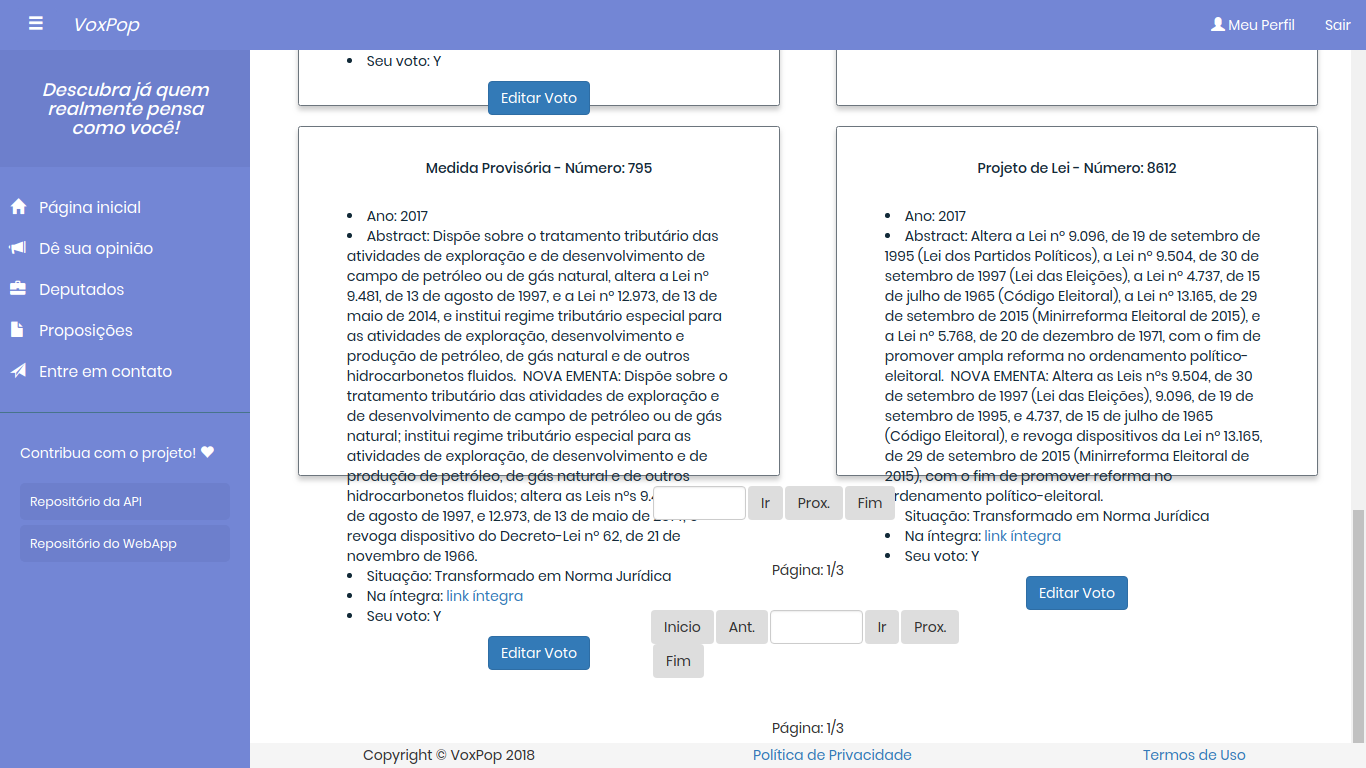 VoxPop
Meu Perfil
Sair
Descubra já quem
realmente pensa
como você!
Página inicial
Dê sua opinião
Deputados
Proposições
Entre em contato
Contribua com o projeto!
Repositório da API
Repositório do WebApp
Seu voto: Y
Editar Voto
Medida Provisória - Número: 795
Ano: 2017
Abstract: Dispõe sobre o tratamento tributário das
atividades de exploração e de desenvolvimento de
campo de petróleo ou de gás natural, altera a Lei nº
9.481, de 13 de agosto de 1997, e a Lei nº 12.973, de 13 de
maio de 2014, e institui regime tributário especial para
as atividades de exploração, desenvolvimento e
produção de petróleo, de gás natural e de outros
hidrocarbonetos fluidos. NOVA EMENTA: Dispõe sobre o
tratamento tributário das atividades de exploração e
de desenvolvimento de campo de petróleo ou de gás
natural; institui regime tributário especial para as
atividades de exploração, de desenvolvimento e de
produção de petróleo, de gás natural e de outros
hidrocarbonetos fluidos; altera as Leis nºs
de agosto de 1997, e 12.973, de 13 de maio de
revoga dispositivo do Decreto-Lei nº 62, de 21 de
novembro de 1966.
Situação: Transformado em Norma Jurídica
Na íntegra: link íntegra
Seu voto: Y
Editar Voto
Projeto de Lei - Número: 8612
Ano: 2017
Abstract: Altera a Lei nº 9.096, de 19 de setembro de
1995 (Lei dos Partidos Políticos), a Lei nº 9.504, de 30 de
setembro de 1997 (Lei das Eleições), a Lei nº 4.737, de 15
de julho de 1965 (Código Eleitoral), a Lei nº 13.165, de 29
de setembro de 2015 (Minirreforma Eleitoral de 2015), e
a Lei nº 5.768, de 20 de dezembro de 1971, com o fim de
promover ampla reforma no ordenamento político-
eleitoral. NOVA EMENTA: Altera as Leis nºs 9.504, de 30
de setembro de 1997 (Lei das Eleições), 9.096, de 19 de
setembro de 1995, e 4.737, de 15 de julho de 1965
(Código Eleitoral), e revoga dispositivos da Lei nº 13.165,
de 29 de setembro de 2015 (Minirreforma Eleitoral de
2015), com o fim de promover reforma no
rdenamento político-eleitoral.
Situação: Transformado em Norma Jurídica
Na íntegra: link íntegra
Seu voto: Y
Editar Voto
Ir Prox. Fim
Página: 1/3
Inicio Ant. Ir Prox.
Fim
Página: 1/3
Copyright © VoxPop 2018
Política de Privacidade
Termos de Uso